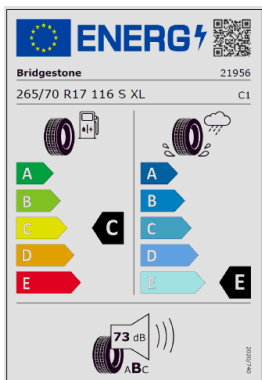 ENERG
Bridgestone 21956
265/70 R17 116 S XL C1
A A
B B
C C C
D D
E E E
73 dB
ABC
2020/740